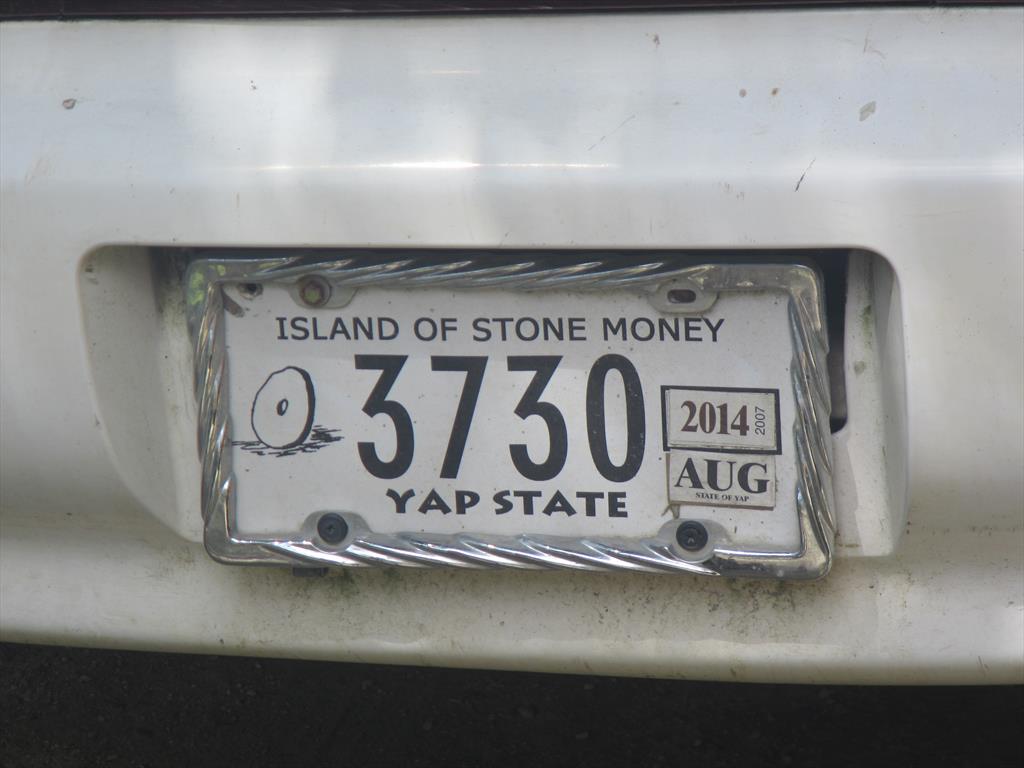 ISLAND OF STONE MONEY
3730
2014 2007
AUG
STATE OF YAP
YAP STATE